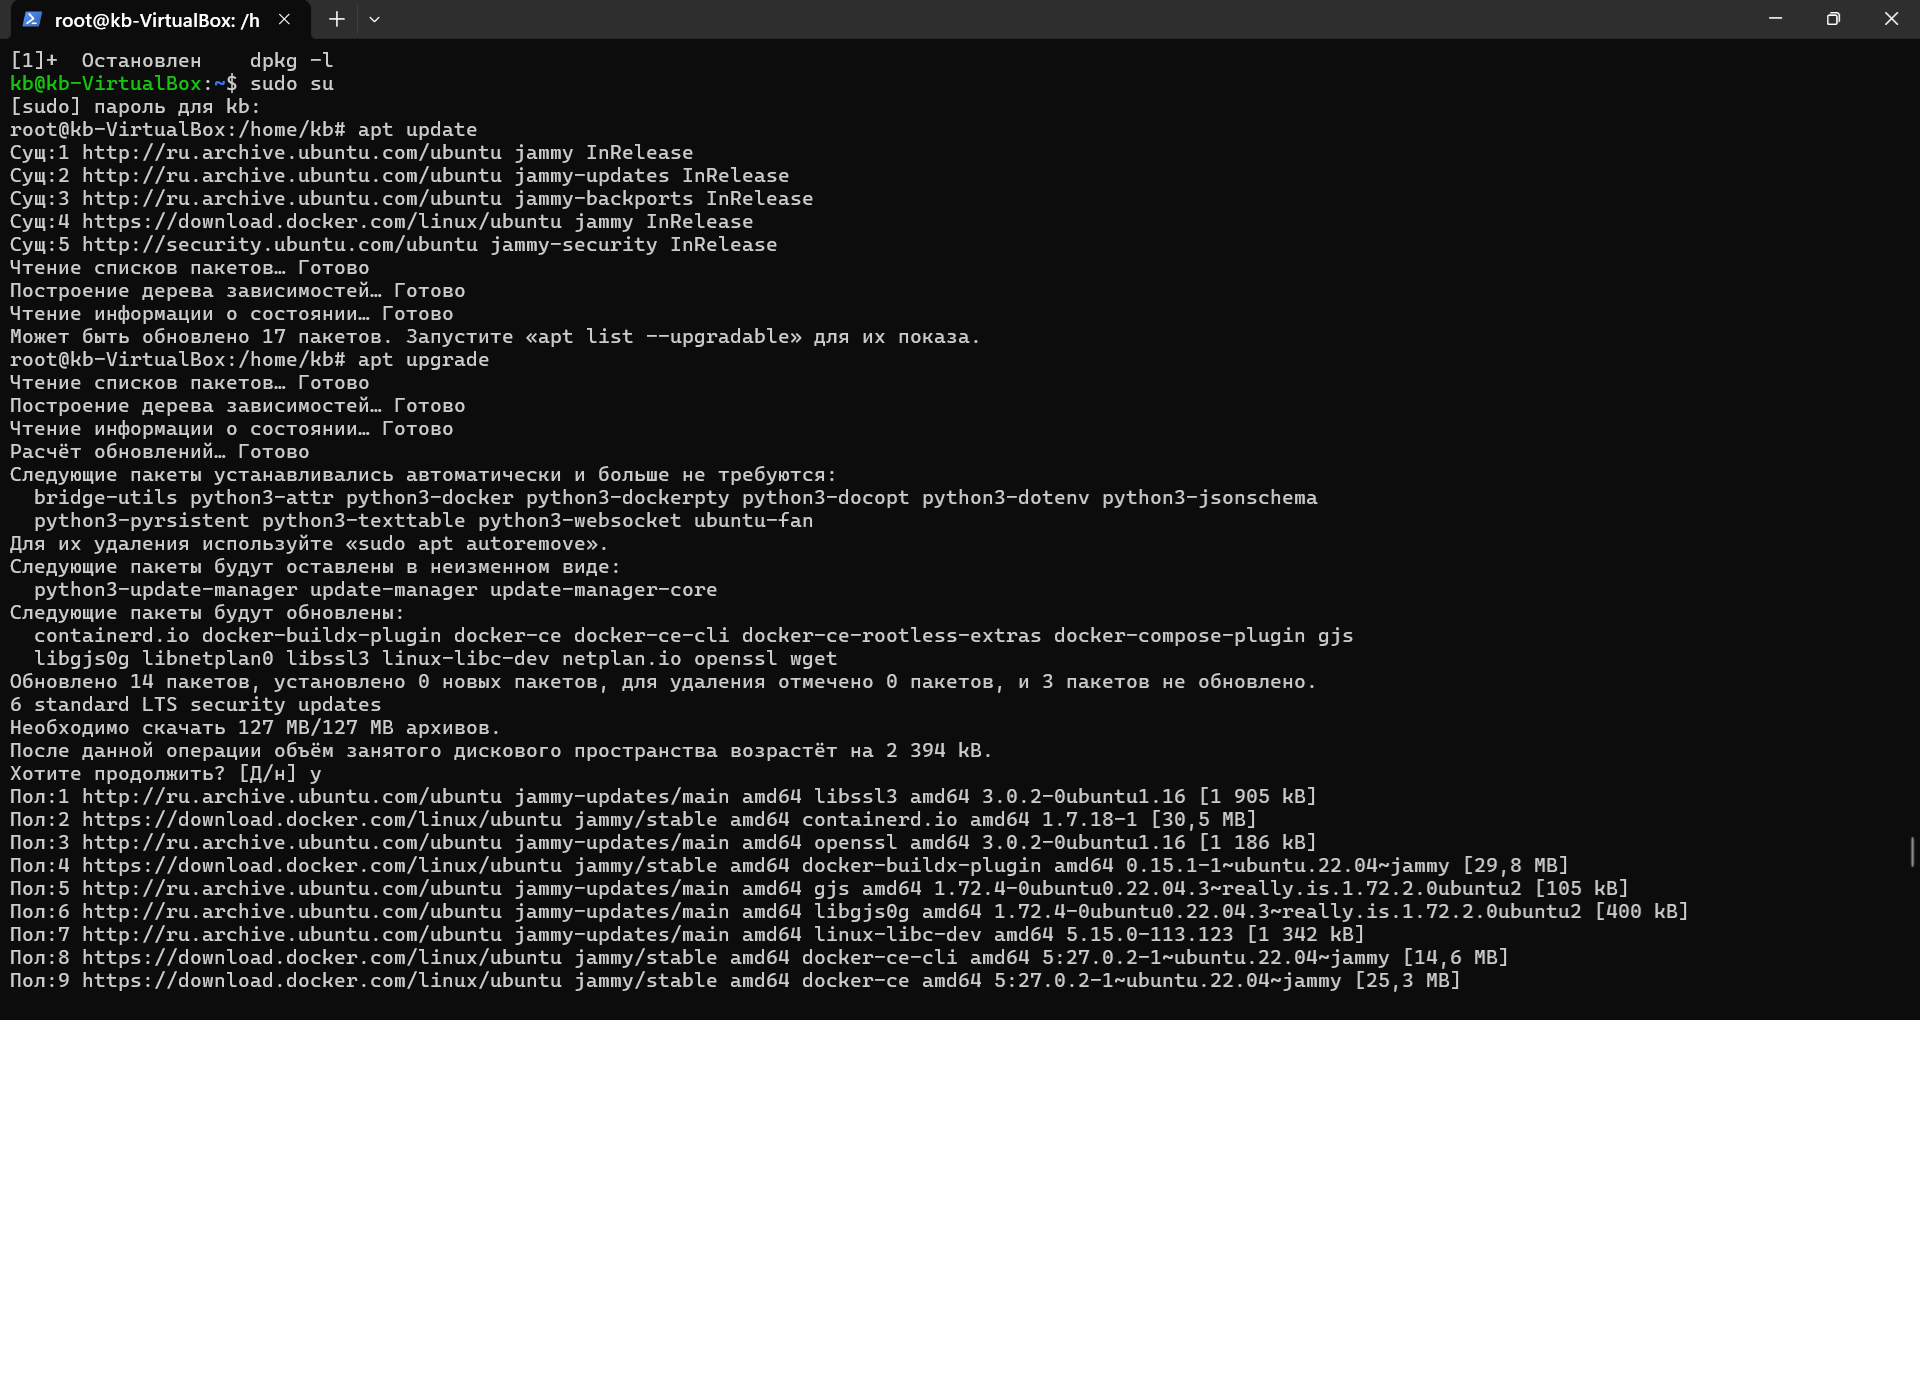 root@kb-VirtualBox: /h
[1]+  Остановлен    dpkg -l
kb@kb-VirtualBox:~$ sudo su
[sudo] пароль для kb:
root@kb-VirtualBox:/home/kb# apt update
Сущ:1 http://ru.archive.ubuntu.com/ubuntu jammy InRelease
Сущ:2 http://ru.archive.ubuntu.com/ubuntu jammy-updates InRelease
Сущ:3 http://ru.archive.ubuntu.com/ubuntu jammy-backports InRelease
Сущ:4 https://download.docker.com/linux/ubuntu jammy InRelease
Сущ:5 http://security.ubuntu.com/ubuntu jammy-security InRelease
Чтение списков пакетов… Готово
Построение дерева зависимостей… Готово
Чтение информации о состоянии… Готово
Может быть обновлено 17 пакетов. Запустите «apt list --upgradable» для их показа.
root@kb-VirtualBox:/home/kb# apt upgrade
Чтение списков пакетов… Готово
Построение дерева зависимостей… Готово
Чтение информации о состоянии… Готово
Расчёт обновлений… Готово
Следующие пакеты устанавливались автоматически и больше не требуются:
  bridge-utils python3-attr python3-docker python3-dockerpty python3-docopt python3-dotenv python3-jsonschema
  python3-pyrsistent python3-texttable python3-websocket ubuntu-fan
Для их удаления используйте «sudo apt autoremove».
Следующие пакеты будут оставлены в неизменном виде:
  python3-update-manager update-manager update-manager-core
Следующие пакеты будут обновлены:
  containerd.io docker-buildx-plugin docker-ce docker-ce-cli docker-ce-rootless-extras docker-compose-plugin gjs
  libgjs0g libnetplan0 libssl3 linux-libc-dev netplan.io openssl wget
Обновлено 14 пакетов, установлено 0 новых пакетов, для удаления отмечено 0 пакетов, и 3 пакетов не обновлено.
6 standard LTS security updates
Необходимо скачать 127 MB/127 MB архивов.
После данной операции объём занятого дискового пространства возрастёт на 2 394 kB.
Хотите продолжить? [Д/н] y
Пол:1 http://ru.archive.ubuntu.com/ubuntu jammy-updates/main amd64 libssl3 amd64 3.0.2-0ubuntu1.16 [1 905 kB]
Пол:2 https://download.docker.com/linux/ubuntu jammy/stable amd64 containerd.io amd64 1.7.18-1 [30,5 MB]
Пол:3 http://ru.archive.ubuntu.com/ubuntu jammy-updates/main amd64 openssl amd64 3.0.2-0ubuntu1.16 [1 186 kB]
Пол:4 https://download.docker.com/linux/ubuntu jammy/stable amd64 docker-buildx-plugin amd64 0.15.1-1~ubuntu.22.04~jammy [29,8 MB]
Пол:5 http://ru.archive.ubuntu.com/ubuntu jammy-updates/main amd64 gjs amd64 1.72.4-0ubuntu0.22.04.3~really.is.1.72.2.0ubuntu2 [105 kB]
Пол:6 http://ru.archive.ubuntu.com/ubuntu jammy-updates/main amd64 libgjs0g amd64 1.72.4-0ubuntu0.22.04.3~really.is.1.72.2.0ubuntu2 [400 kB]
Пол:7 http://ru.archive.ubuntu.com/ubuntu jammy-updates/main amd64 linux-libc-dev amd64 5.15.0-113.123 [1 342 kB]
Пол:8 https://download.docker.com/linux/ubuntu jammy/stable amd64 docker-ce-cli amd64 5:27.0.2-1~ubuntu.22.04~jammy [14,6 MB]
Пол:9 https://download.docker.com/linux/ubuntu jammy/stable amd64 docker-ce amd64 5:27.0.2-1~ubuntu.22.04~jammy [25,3 MB]